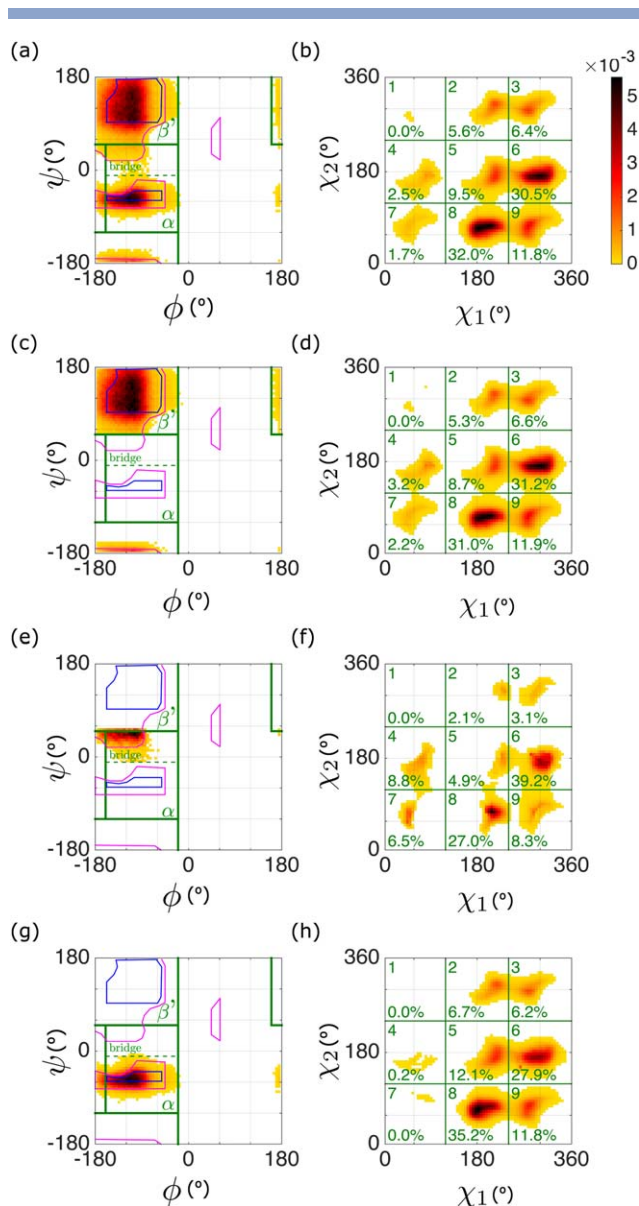 (a)
180
0
-180
ψ(°)
β'
bridge
α
-180 0 180
ϕ(°)
(b)
360
180
0
χ2(°)
1 2 3
0.0% 5.6% 6.4%
4 5 6
2.5% 9.5% 30.5%
7 8 9
1.7% 32.0% 11.8%
0 180 360
χ1(°)
×10-3
5
4
3
2
1
0
(c)
180
0
-180
ψ(°)
β'
bridge
α
-180 0 180
ϕ(°)
(d)
360
180
0
χ2(°)
1 2 3
0.0% 5.3% 6.6%
4 5 6
3.2% 8.7% 31.2%
7 8 9
2.2% 31.0% 11.9%
0 180 360
χ1(°)
(e)
180
0
-180
ψ(°)
β'
bridge
α
-180 0 180
ϕ(°)
(f)
360
180
0
χ2(°)
1 2 3
0.0% 2.1% 3.1%
4 5 6
8.8% 4.9% 39.2%
7 8 9
6.5% 27.0% 8.3%
0 180 360
χ1(°)
(g)
180
0
-180
ψ(°)
β'
bridge
α
-180 0 180
ϕ(°)
(h)
360
180
0
χ2(°)
1 2 3
0.0% 6.7% 6.2%
4 5 6
0.2% 12.1% 27.9%
7 8 9
0.0% 35.2% 11.8%
0 180 360
χ1(°)